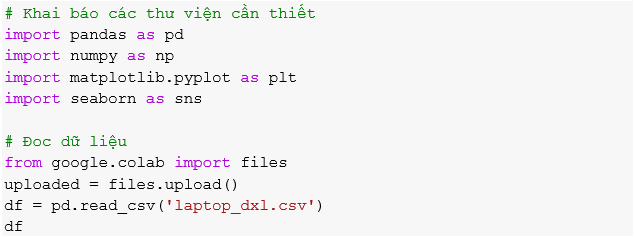 # Khai báo các thư viện cần thiết
import pandas as pd
import numpy as np
import matplotlib.pyplot as plt
import seaborn as sns
# Đoc dữ liệu
from google.colab import files
uploaded = files.upload()
df = pd.read_csv('laptop_dxl.csv')
df